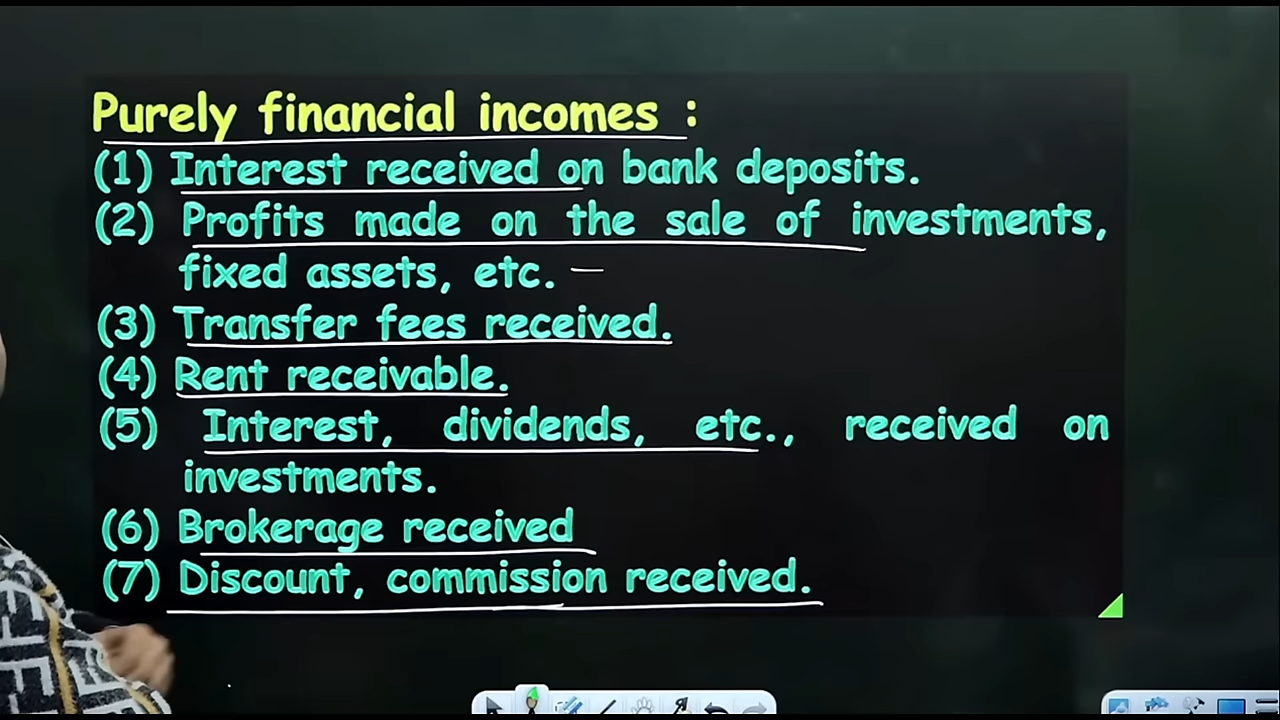 Purely financial incomes :
(1) Interest received on bank deposits.
(2) Profits made on the sale of investments,
fixed assets, etc. –
(3) Transfer fees received.
(4) Rent receivable.
(5) Interest, dividends, etc., received on
investments.
(6) Brokerage received
(7) Discount, commission received.